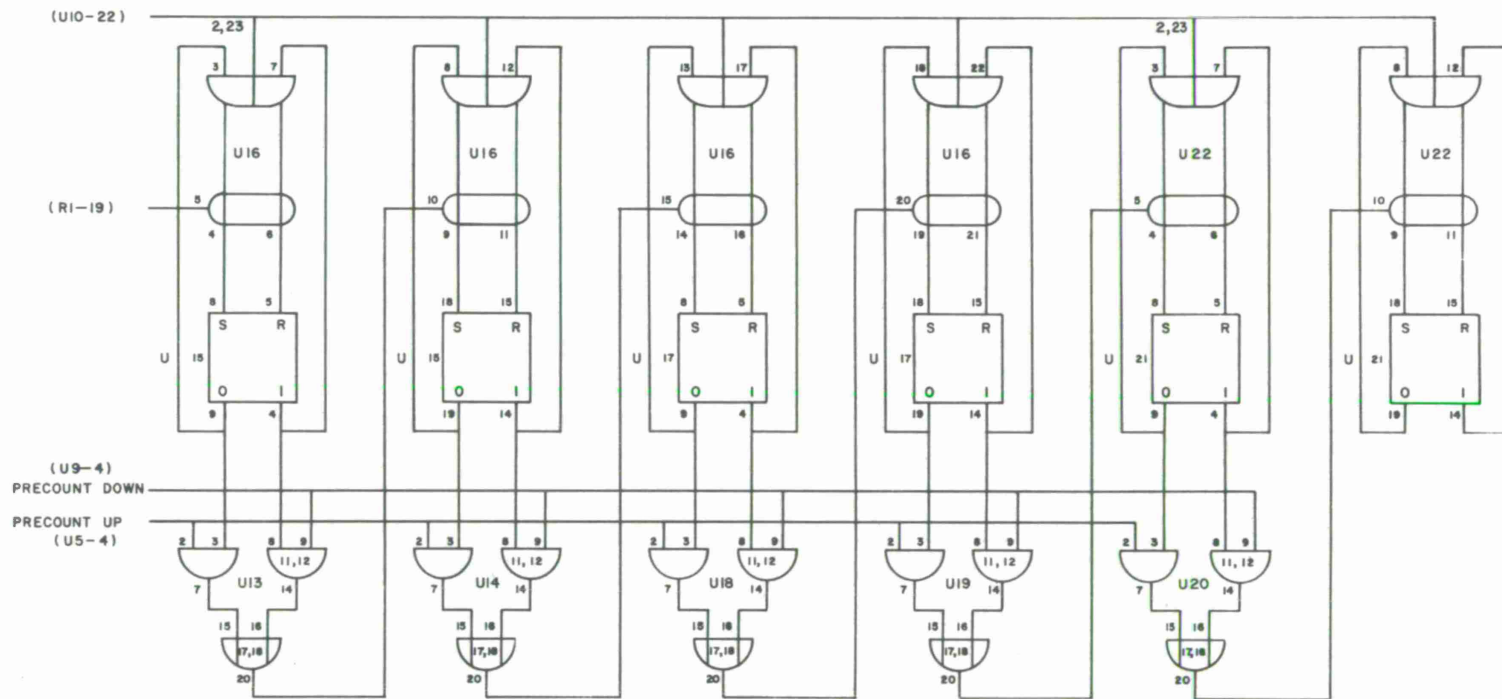 (U10-22)
2,23 2,23
3 7 8 12 13 17 18 22 3 7 8 12
U16 U16 U16 U16 U22 U22
(R1-19) 5 10 15 20 5 10
4 6 9 11 14 16 19 21 4 6 9 11
8 5 18 15 8 5 18 15 8 5 18 15
S R S R S R S R S R S R
U 15 U 15 U 17 U 17 U 21 U 21
0 1 0 1 0 1 0 1 0 1 0 1
9 4 19 14 9 4 19 14 9 4 19 14
(U9-4)
PRECOUNT DOWN
PRECOUNT UP
(U5-4)
2 3 8 9 2 3 8 9 2 3 8 9 2 3 8 9 2 3 8 9
11,12 11,12 11,12 11,12 11,12
7 U13 14 7 U14 14 7 U18 14 7 U19 14 7 U20 14
15 16 15 16 15 16 15 16 15 16
17,18 17,18 17,18 17,18 17,18
20 20 20 20 20